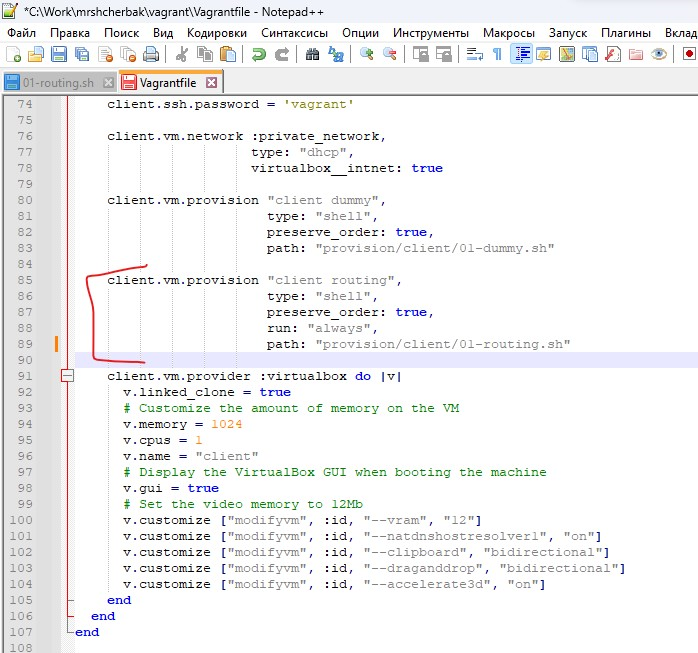 *C:\Work\mrshcherbak\vagrant\Vagrantfile - Notepad++
Файл Правка Поиск Вид Кодировки Синтаксисы Опции Инструменты Макросы Запуск Плагины Вклад
01-routing.sh Vagrantfile
74 client.ssh.password = 'vagrant'
75
76 client.vm.network :private_network,
77 type: "dhcp",
78 virtualbox__intnet: true
79
80 client.vm.provision "client dummy",
81 type: "shell",
82 preserve_order: true,
83 path: "provision/client/01-dummy.sh"
84
85 client.vm.provision "client routing",
86 type: "shell",
87 preserve_order: true,
88 run: "always",
89 path: "provision/client/01-routing.sh"
90
91 client.vm.provider :virtualbox do |v|
92 v.linked_clone = true
93 # Customize the amount of memory on the VM
94 v.memory = 1024
95 v.cpus = 1
96 v.name = "client"
97 # Display the VirtualBox GUI when booting the machine
98 v.gui = true
99 # Set the video memory to 12Mb
100 v.customize ["modifyvm", :id, "--vram", "12"]
101 v.customize ["modifyvm", :id, "--natdnshostresolver1", "on"]
102 v.customize ["modifyvm", :id, "--clipboard", "bidirectional"]
103 v.customize ["modifyvm", :id, "--draganddrop", "bidirectional"]
104 v.customize ["modifyvm", :id, "--accelerate3d", "on"]
105 end
106 end
107 end
108